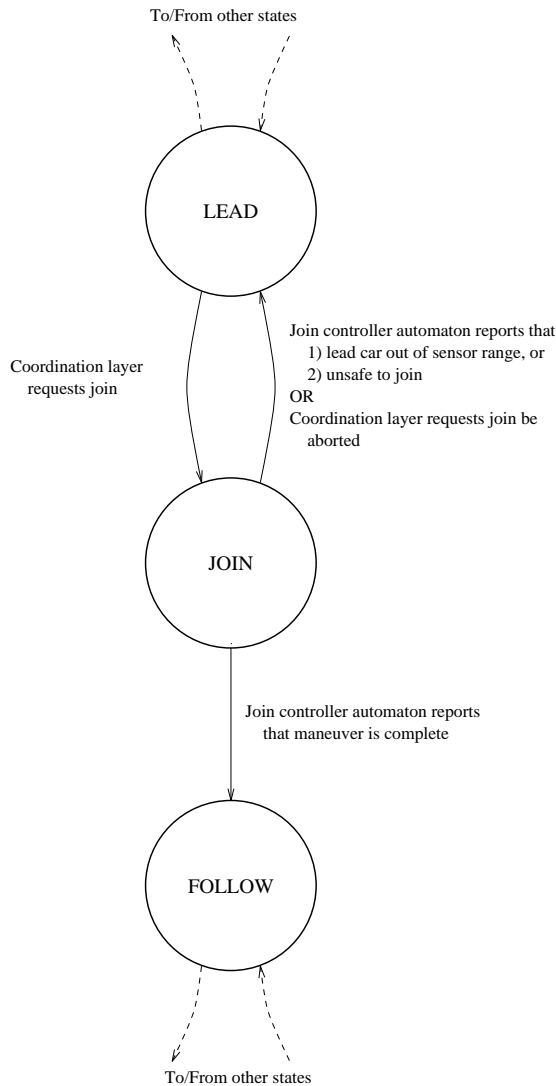 To/From other states
LEAD
Coordination layer
requests join
Join controller automaton reports that
1) lead car out of sensor range, or
2) unsafe to join
OR
Coordination layer requests join be
aborted
JOIN
Join controller automaton reports
that maneuver is complete
FOLLOW
To/From other states